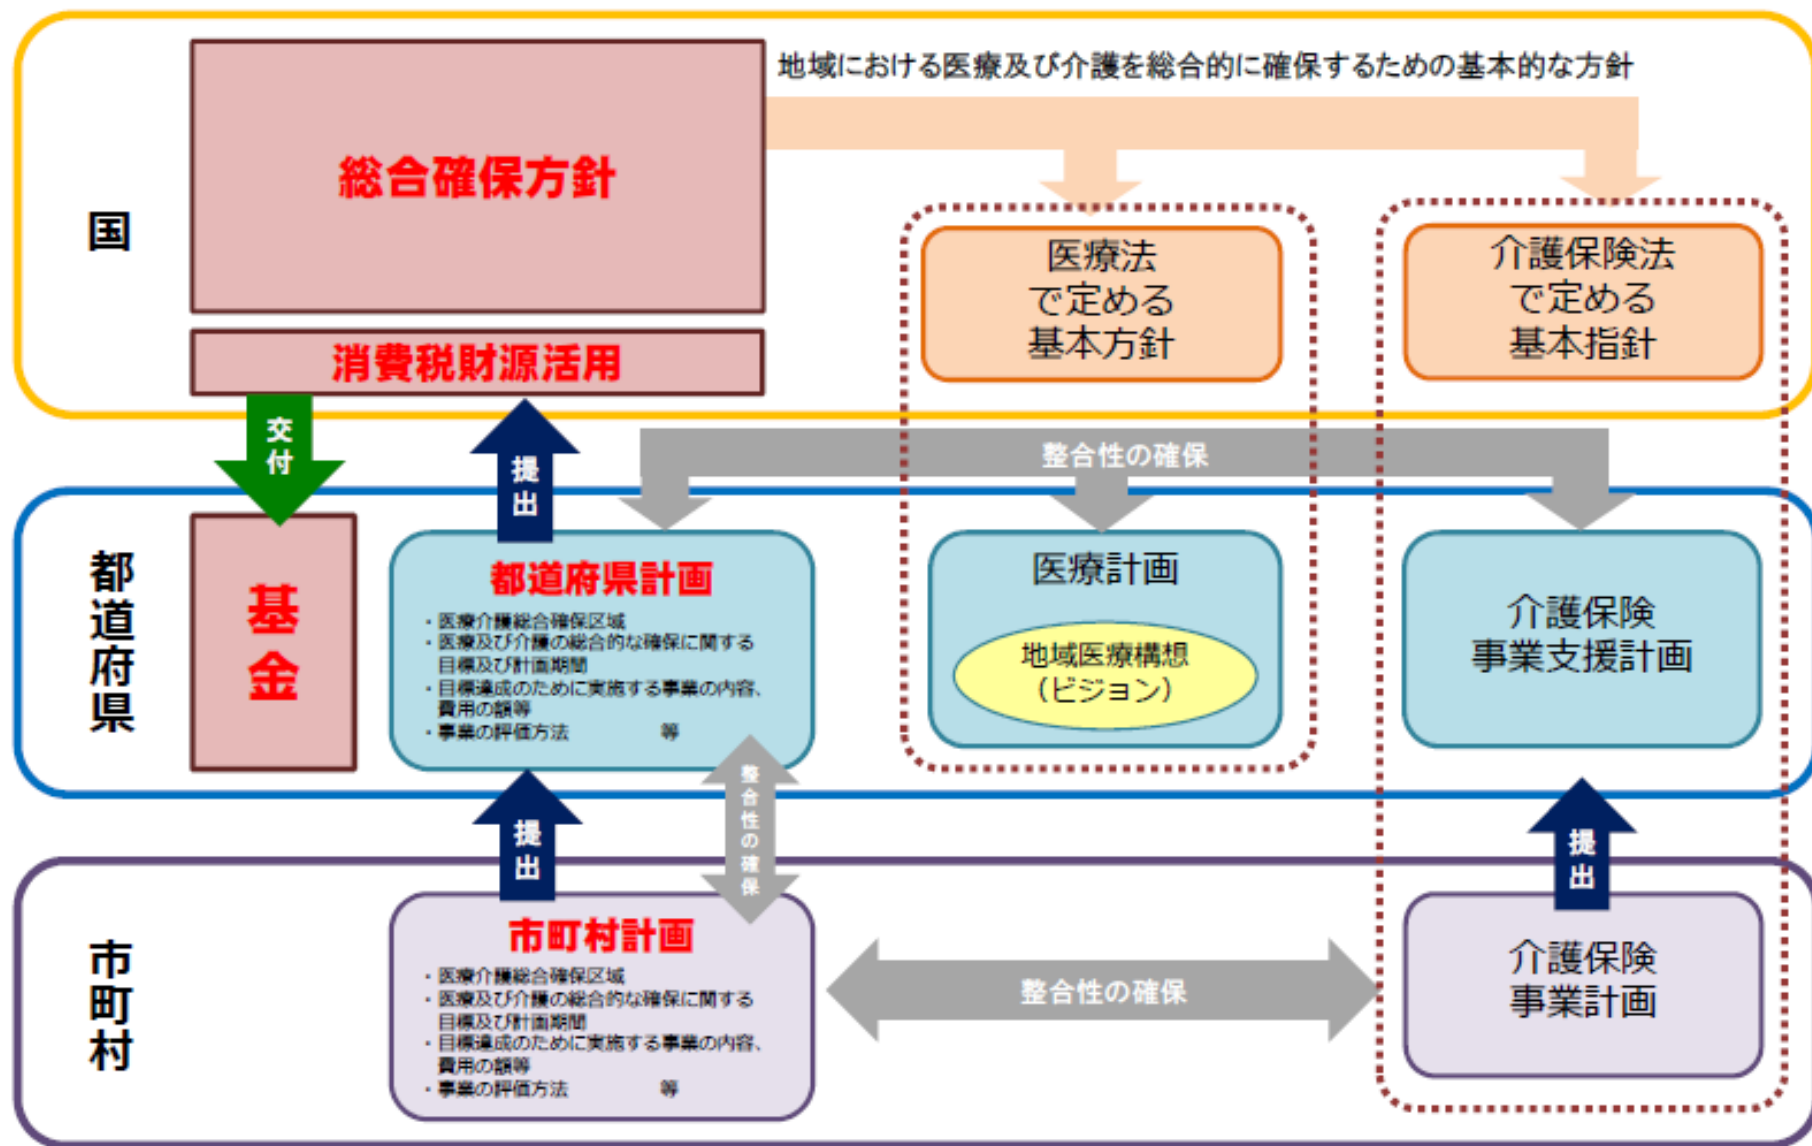 国
総合確保方針
消費税財源活用
地域における医療及び介護を総合的に確保するための基本的な方針
医療法
で定める
基本方針
介護保険法
で定める
基本指針
交付
提出
整合性の確保
都道府県
基金
都道府県計画
・医療介護総合確保区域
・医療及び介護の総合的な確保に関する
目標及び計画期間
・目標達成のために実施する事業の内容、
費用の額等
・事業の評価方法　　　　　等
医療計画
地域医療構想
（ビジョン）
介護保険
事業支援計画
提出
整合性の確保
提出
市町村
市町村計画
・医療介護総合確保区域
・医療及び介護の総合的な確保に関する
目標及び計画期間
・目標達成のために実施する事業の内容、
費用の額等
・事業の評価方法　　　　　等
整合性の確保
介護保険
事業計画